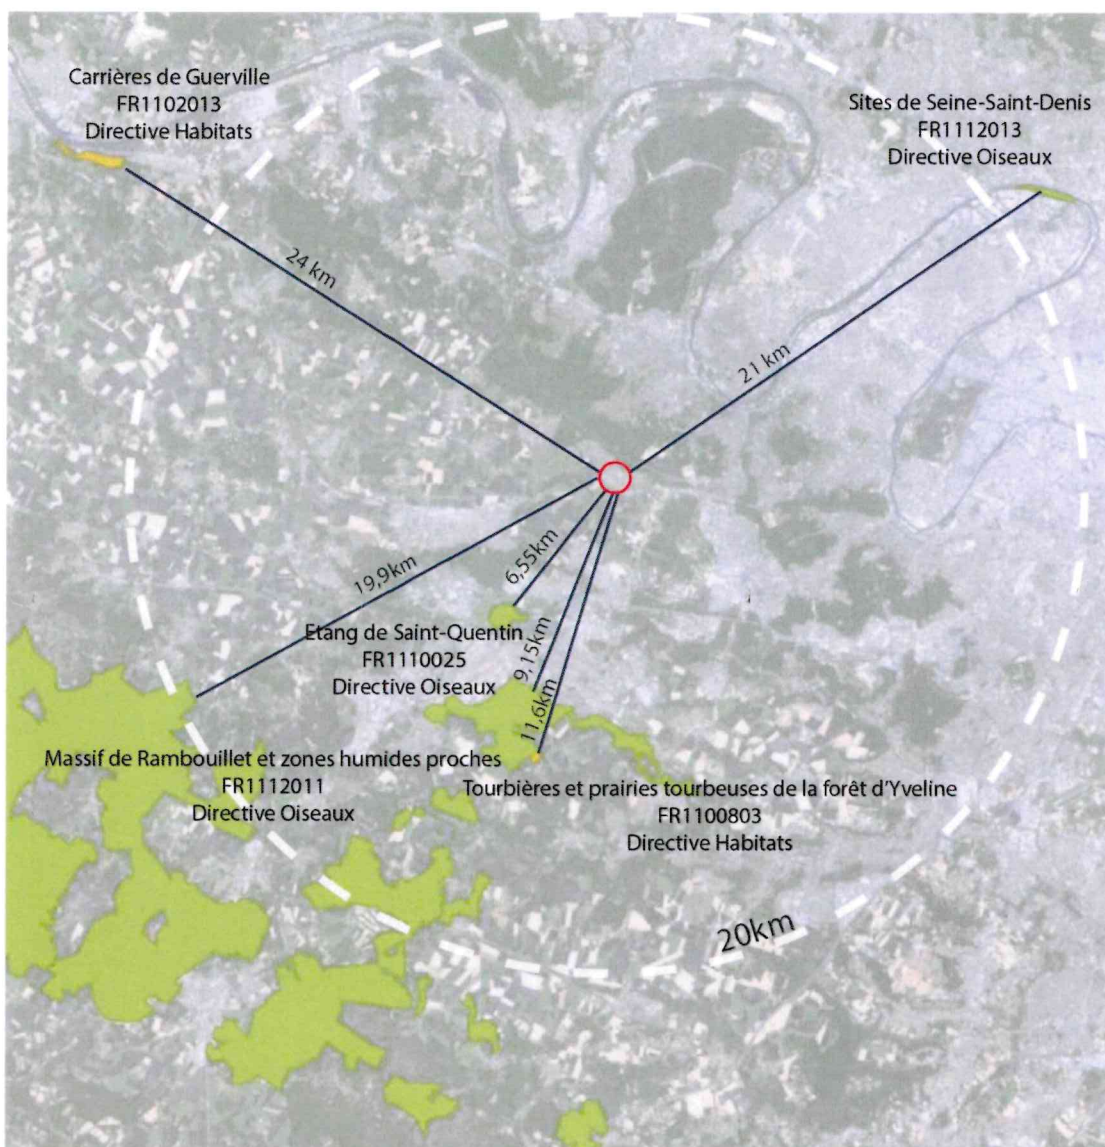 Carrières de Guerville
FR1102013
Directive Habitats
Sites de Seine-Saint-Denis
FR1112013
Directive Oiseaux
24 km
21 km
19,9km
6,55km
9,15km
11,6km
Etang de Saint-Quentin
FR1110025
Directive Oiseaux
Massif de Rambouillet et zones humides proches
FR1112011
Directive Oiseaux
Tourbières et prairies tourbeuses de la forêt d'Yveline
FR1100803
Directive Habitats
20km